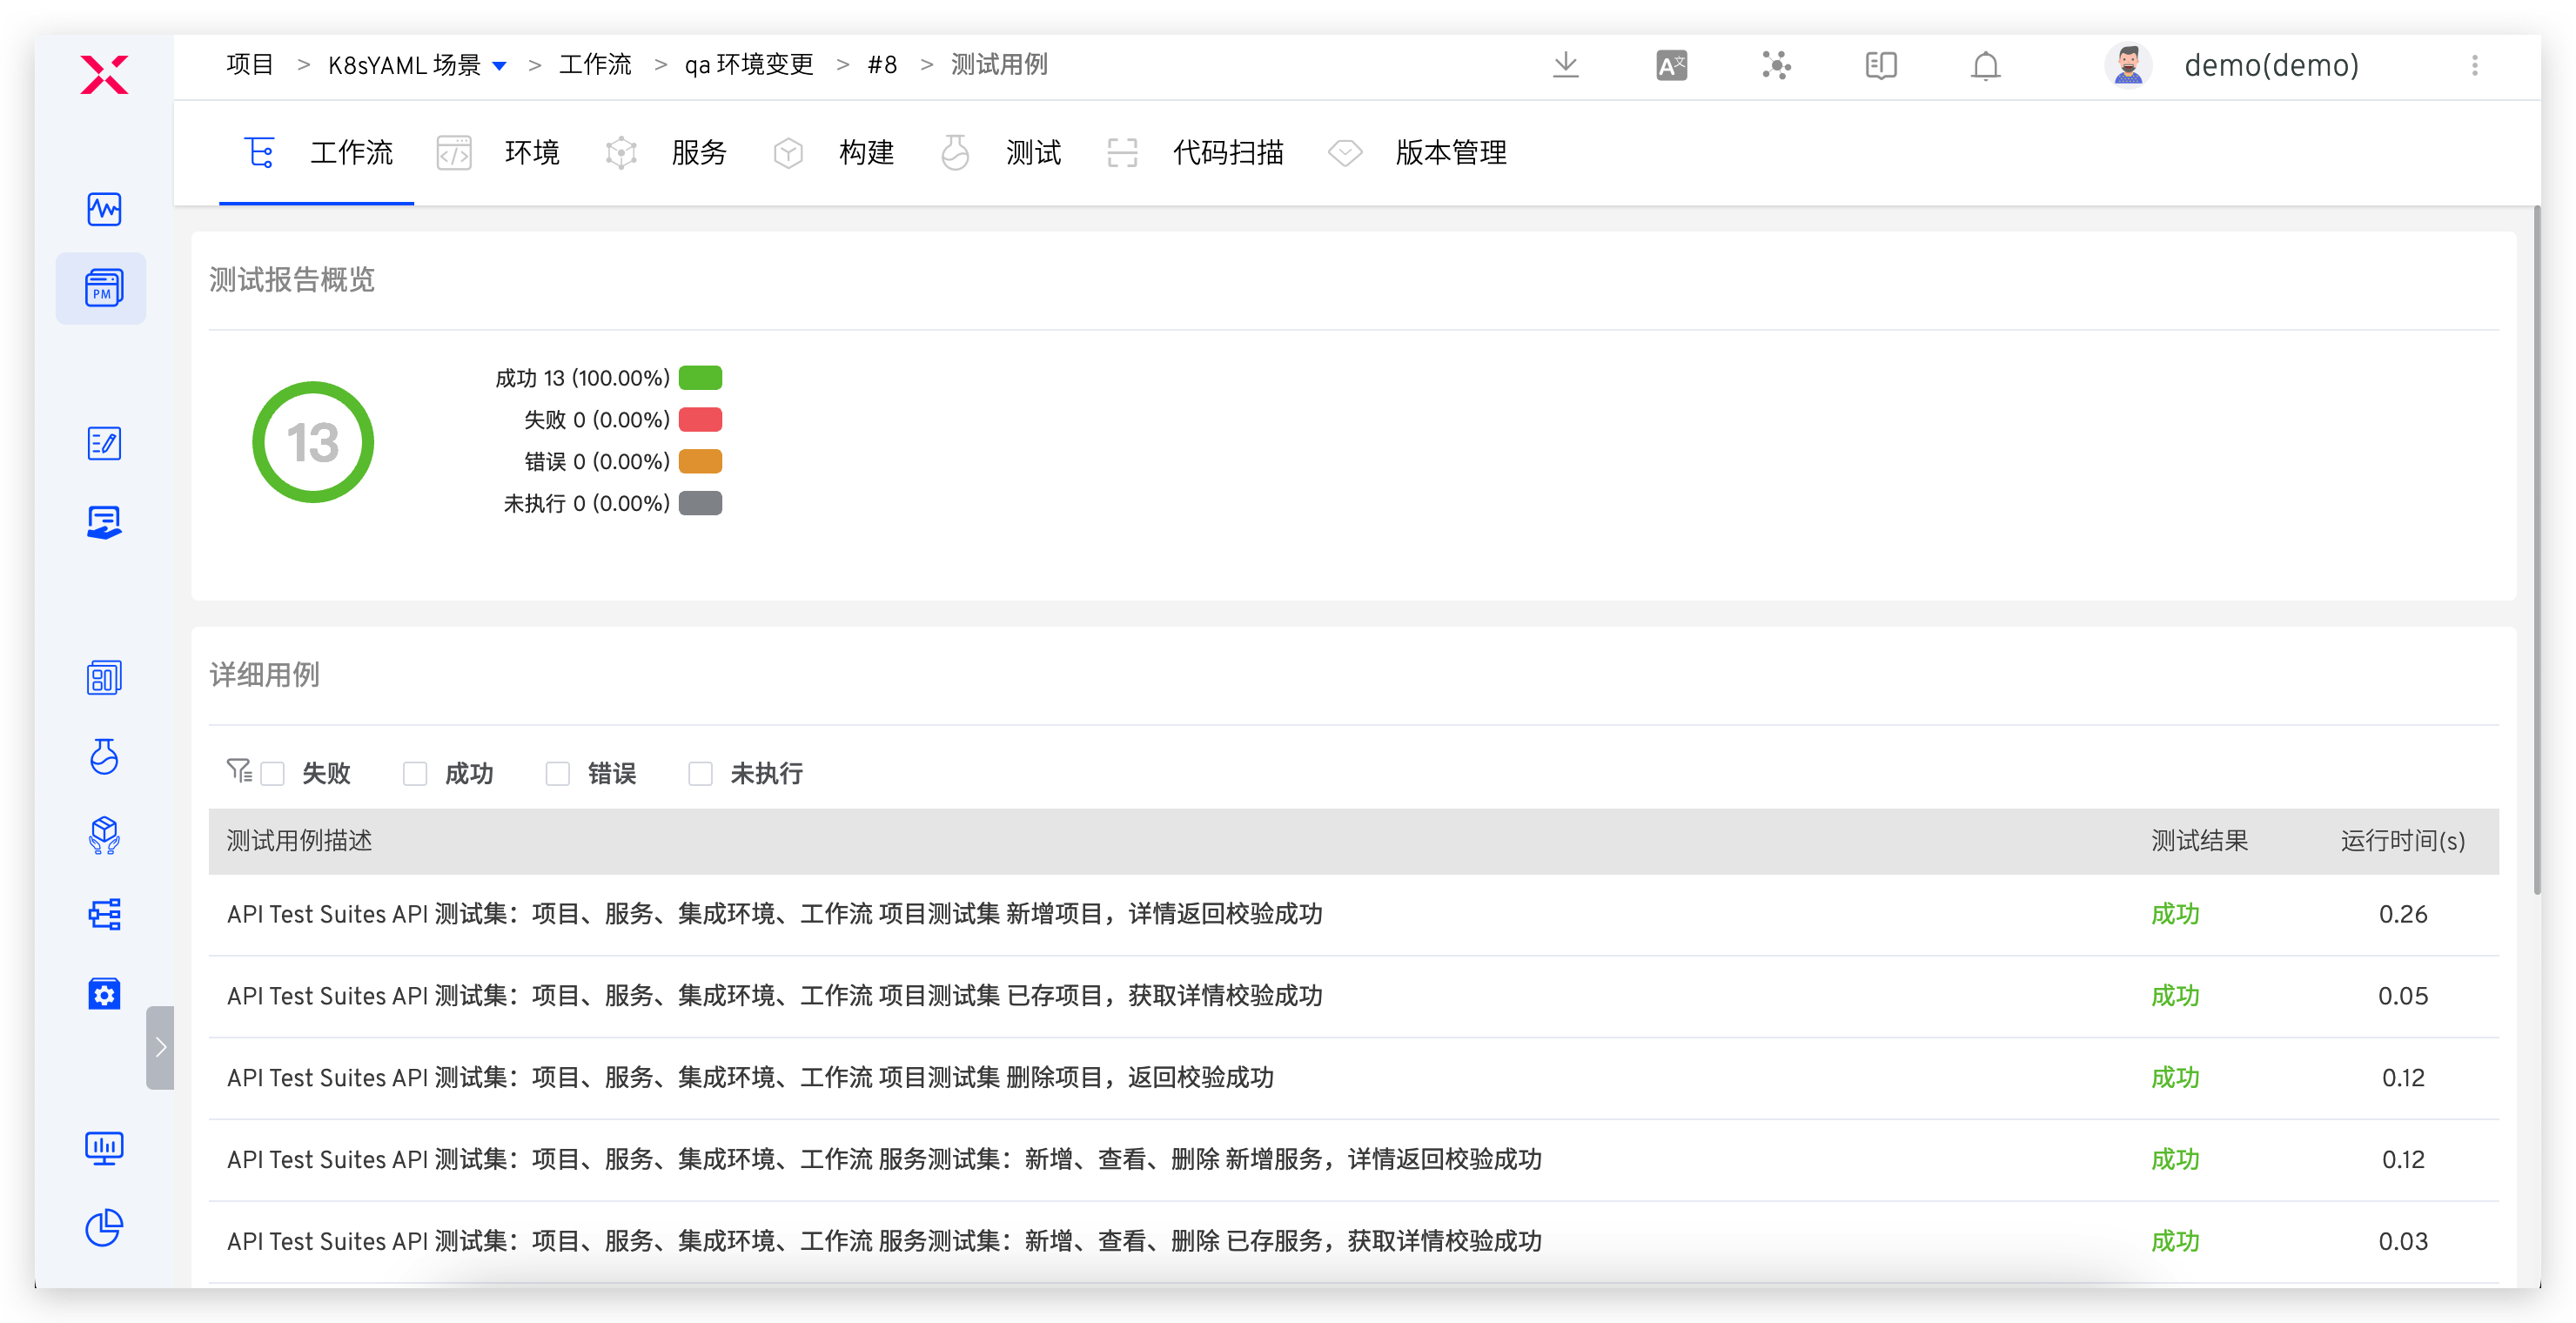 项目 > K8sYAML 场景 > 工作流 > qa 环境变更 > #8 > 测试用例
demo(demo)
工作流 环境 服务 构建 测试 代码扫描 版本管理
PM
测试报告概览
13
成功 13 (100.00%)
失败 0 (0.00%)
错误 0 (0.00%)
未执行 0 (0.00%)
详细用例
失败 成功 错误 未执行
测试用例描述 测试结果 运行时间(s)
API Test Suites API 测试集：项目、服务、集成环境、工作流 项目测试集 新增项目，详情返回校验成功 成功 0.26
API Test Suites API 测试集：项目、服务、集成环境、工作流 项目测试集 已存项目，获取详情校验成功 成功 0.05
API Test Suites API 测试集：项目、服务、集成环境、工作流 项目测试集 删除项目，返回校验成功 成功 0.12
API Test Suites API 测试集：项目、服务、集成环境、工作流 服务测试集：新增、查看、删除 新增服务，详情返回校验成功 成功 0.12
API Test Suites API 测试集：项目、服务、集成环境、工作流 服务测试集：新增、查看、删除 已存服务，获取详情校验成功 成功 0.03